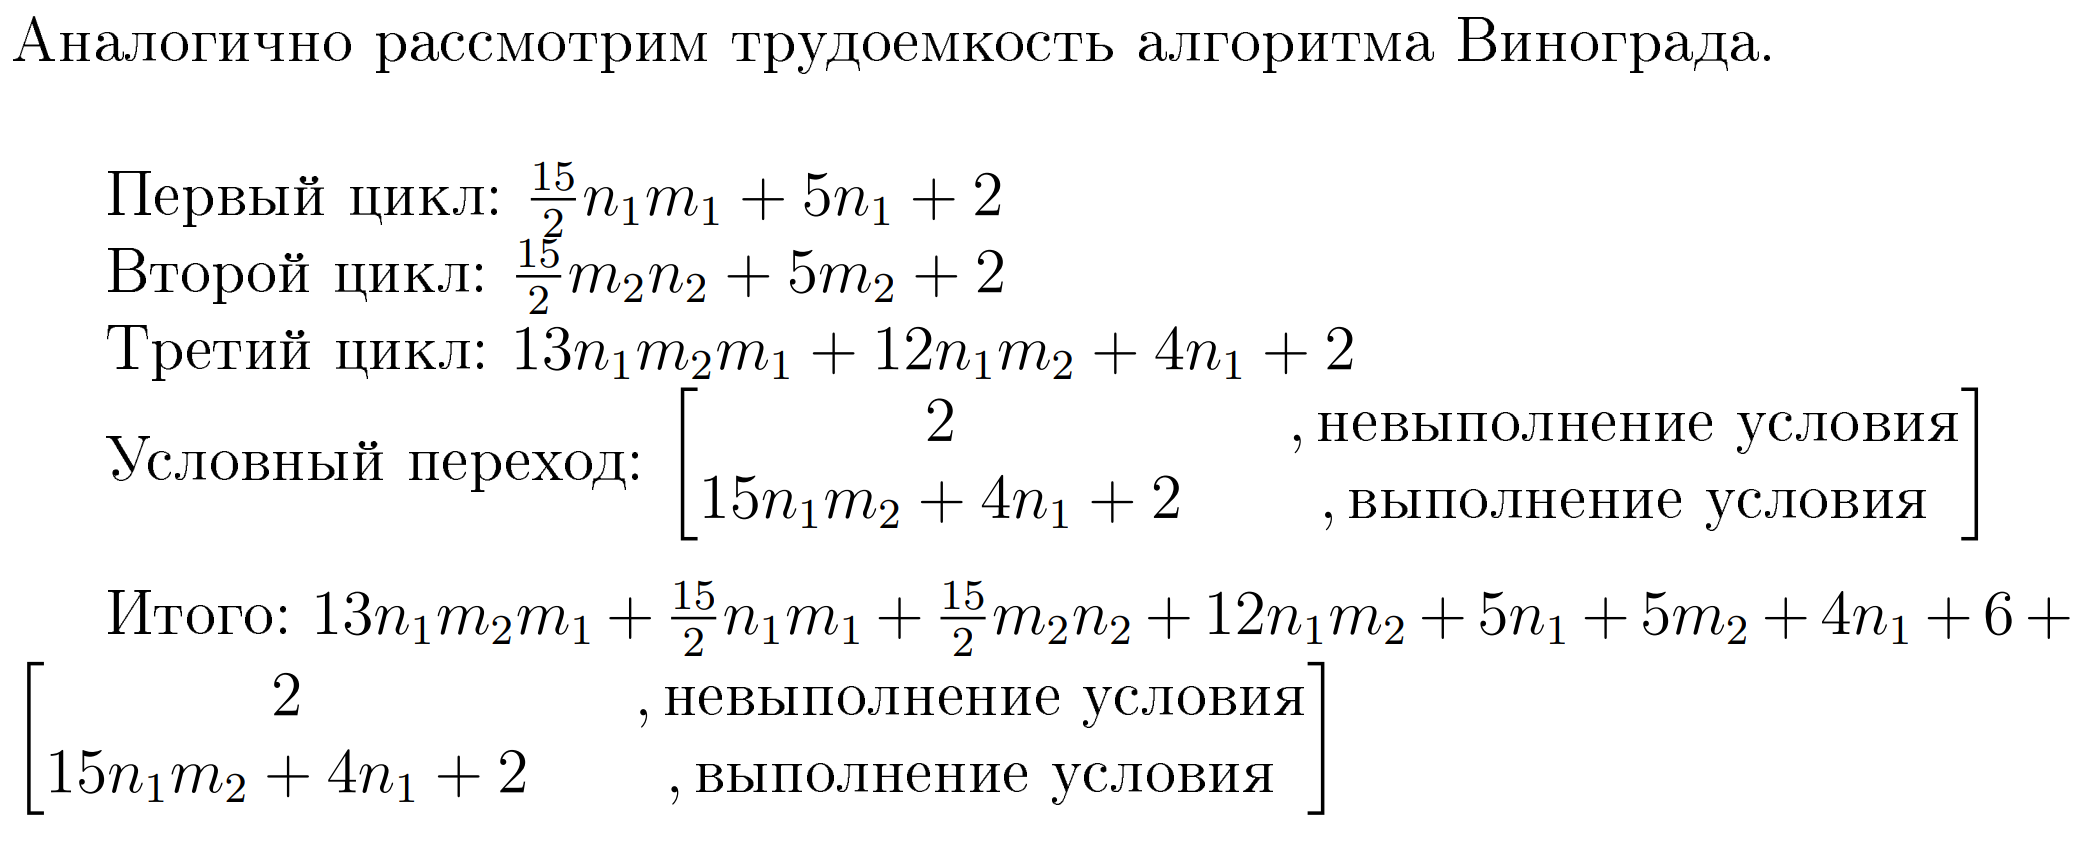 Аналогично рассмотрим трудоемкость алгоритма Винограда.
Первый цикл: $\frac{15}{2}n_1m_1 + 5n_1 + 2$
Второй цикл: $\frac{15}{2}m_2n_2 + 5m_2 + 2$
Третий цикл: $13n_1m_2m_1 + 12n_1m_2 + 4n_1 + 2$
Условный переход: $\begin{bmatrix} 2 & , \text{невыполнение условия} \\ 15n_1m_2 + 4n_1 + 2 & , \text{выполнение условия} \end{bmatrix}$
Итого: $13n_1m_2m_1 + \frac{15}{2}n_1m_1 + \frac{15}{2}m_2n_2 + 12n_1m_2 + 5n_1 + 5m_2 + 4n_1 + 6 +$
$\begin{bmatrix} 2 & , \text{невыполнение условия} \\ 15n_1m_2 + 4n_1 + 2 & , \text{выполнение условия} \end{bmatrix}$